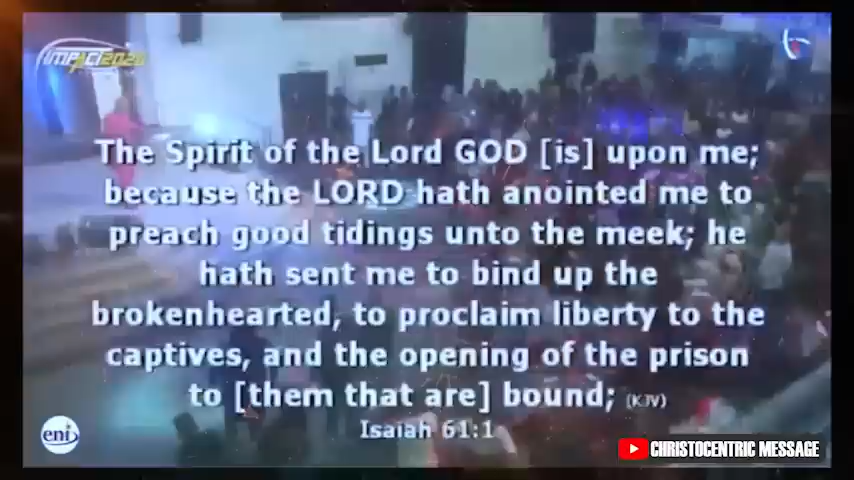 IMPACT2020
The Spirit of the Lord GOD [is] upon me;
because the LORD hath anointed me to
preach good tidings unto the meek; he
hath sent me to bind up the
brokenhearted, to proclaim liberty to the
captives, and the opening of the prison
to [them that are] bound; (KJV)
Isaiah 61:1
eni
CHRISTOCENTRIC MESSAGE